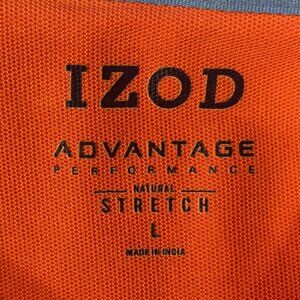 IZOD
ADVANTAGE
PERFORMANCE
NATURAL
STRETCH
L
MADE IN INDIA